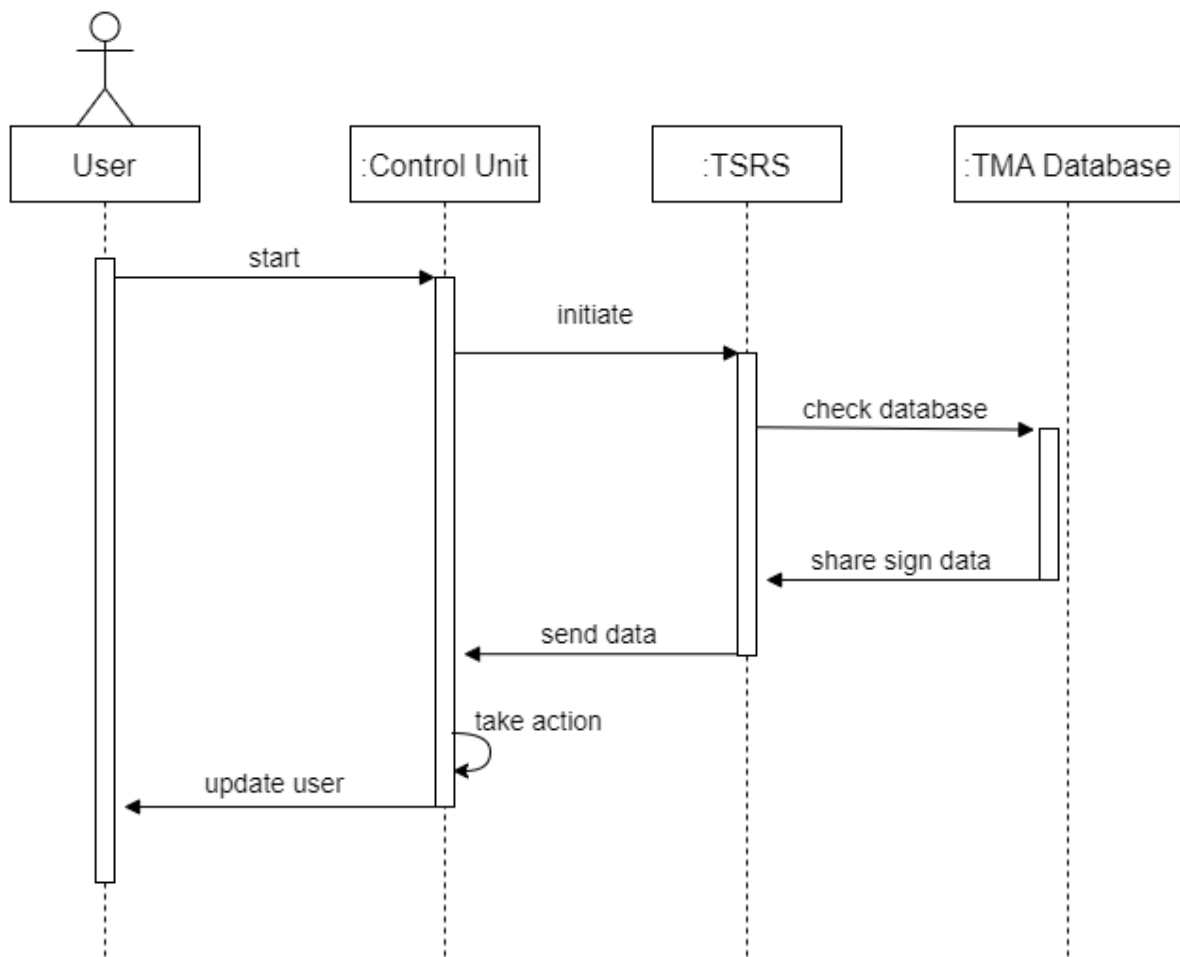 User
:Control Unit
:TSRS
:TMA Database
start
initiate
check database
share sign data
send data
take action
update user